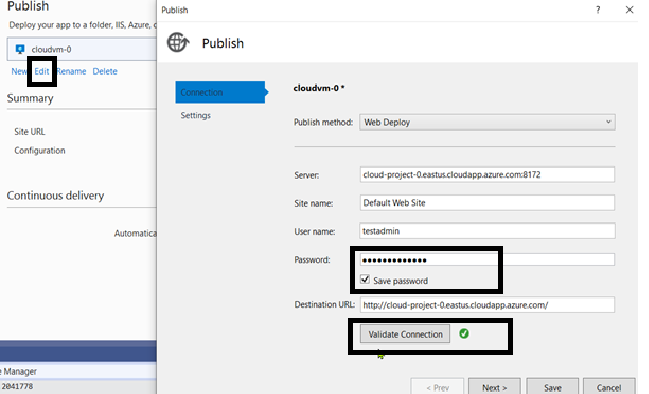 Publish
Deploy your app to a folder, IIS, Azure,
cloudvm-0
New Edit Rename Delete
Summary
Site URL
Configuration
Continuous delivery
Automatica
e Manager
2041778
Publish
? ×
Publish
Connection
Settings
cloudvm-0 *
Publish method: Web Deploy
Server: cloud-project-0.eastus.cloudapp.azure.com:8172
Site name: Default Web Site
User name: testadmin
Password: •••••••••••••
Save password
Destination URL: http://cloud-project-0.eastus.cloudapp.azure.com/
Validate Connection
< Prev Next > Save Cancel